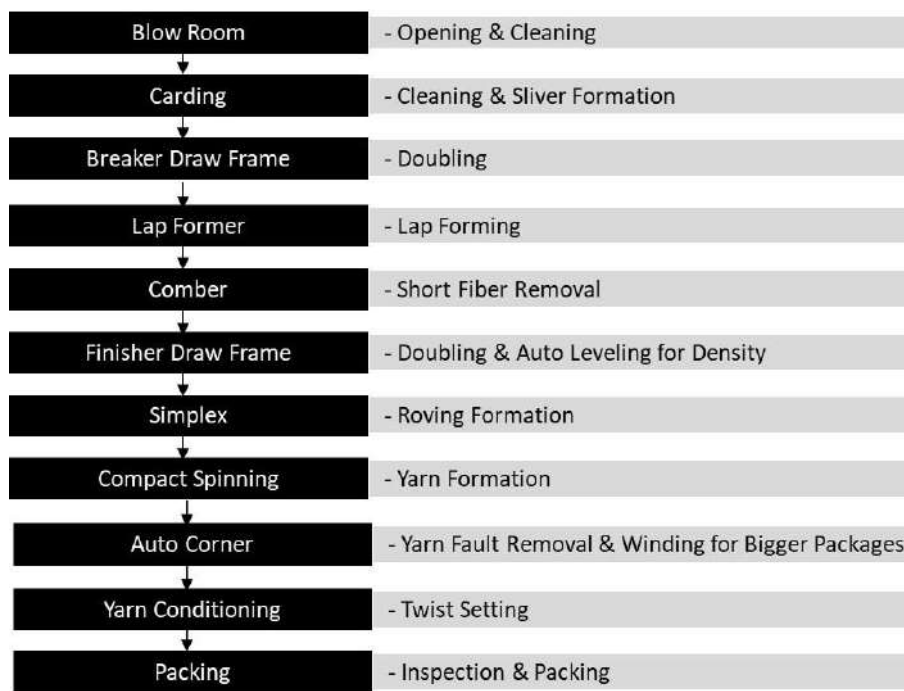 Blow Room - Opening & Cleaning
Carding - Cleaning & Sliver Formation
Breaker Draw Frame - Doubling
Lap Former - Lap Forming
Comber - Short Fiber Removal
Finisher Draw Frame - Doubling & Auto Leveling for Density
Simplex - Roving Formation
Compact Spinning - Yarn Formation
Auto Corner - Yarn Fault Removal & Winding for Bigger Packages
Yarn Conditioning - Twist Setting
Packing - Inspection & Packing